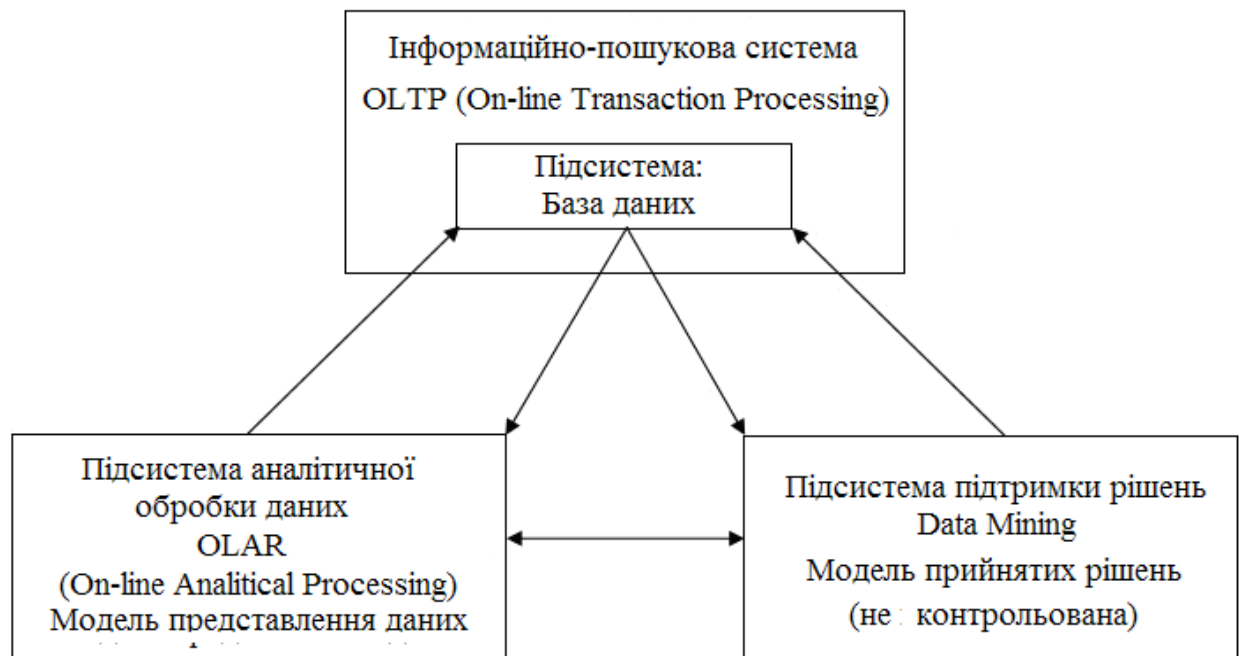 Інформаційно-пошукова система
OLTP (On-line Transaction Processing)
Підсистема:
База даних
Підсистема аналітичної
обробки даних
OLAR
(On-line Analitical Processing)
Модель представлення даних
Підсистема підтримки рішень
Data Mining
Модель прийнятих рішень
(не контрольована)